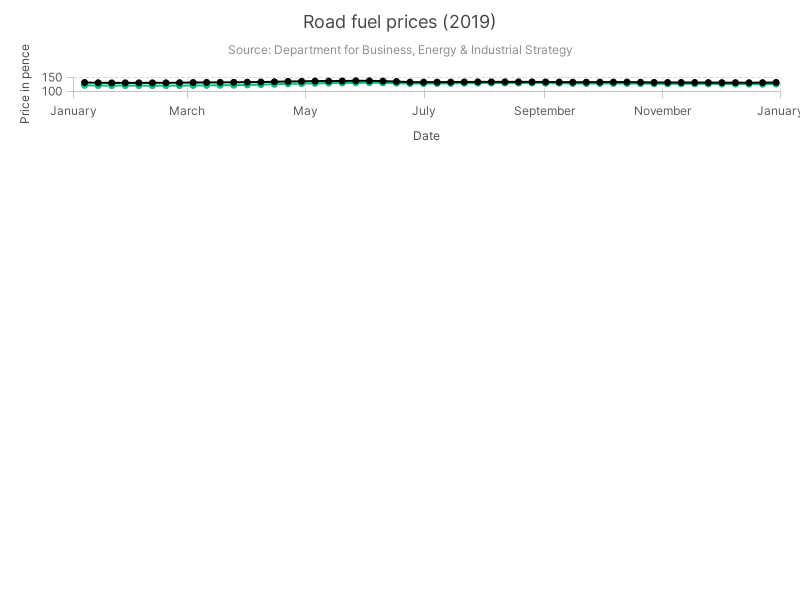 Road fuel prices (2019)
Source: Department for Business, Energy & Industrial Strategy
Price in pence
150
100
January March May July September November January
Date